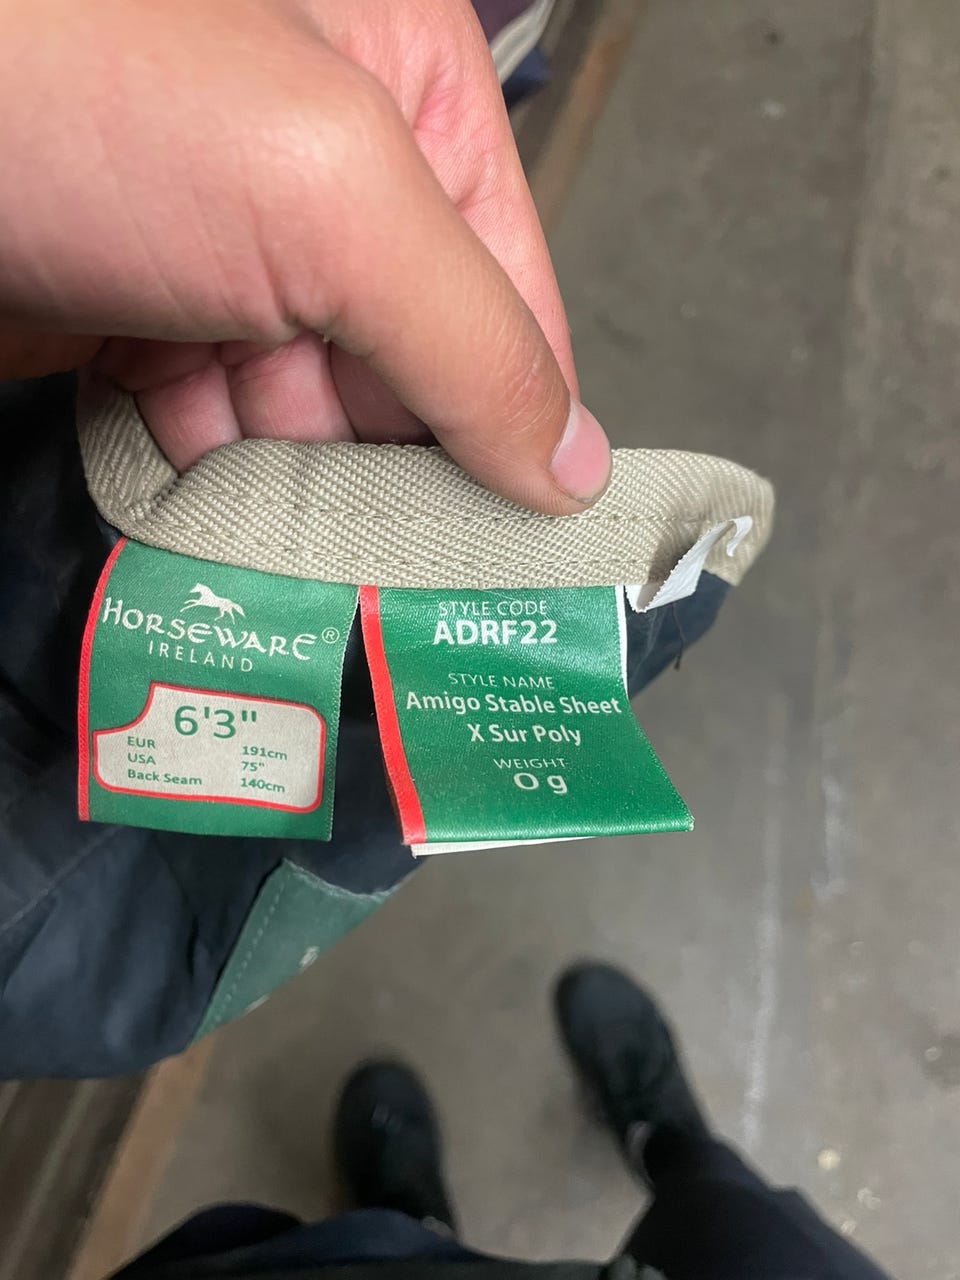 HORSEWARE®
IRELAND
6'3"
EUR 191cm
USA 75"
Back Seam 140cm
STYLE CODE
ADRF22
STYLE NAME
Amigo Stable Sheet
X Sur Poly
WEIGHT
0 g